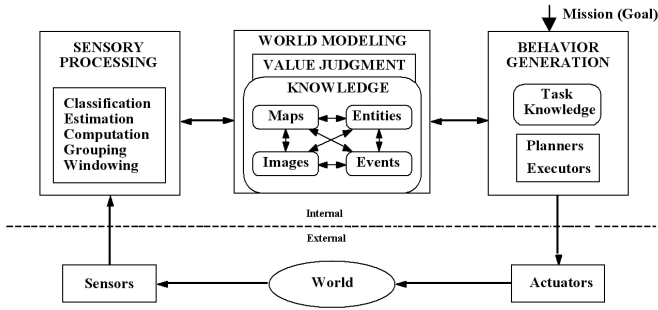 Mission (Goal)
SENSORY
PROCESSING
Classification
Estimation
Computation
Grouping
Windowing
WORLD MODELING
VALUE JUDGMENT
KNOWLEDGE
Maps
Entities
Images
Events
BEHAVIOR
GENERATION
Task
Knowledge
Planners
Executors
Internal
External
Sensors
World
Actuators